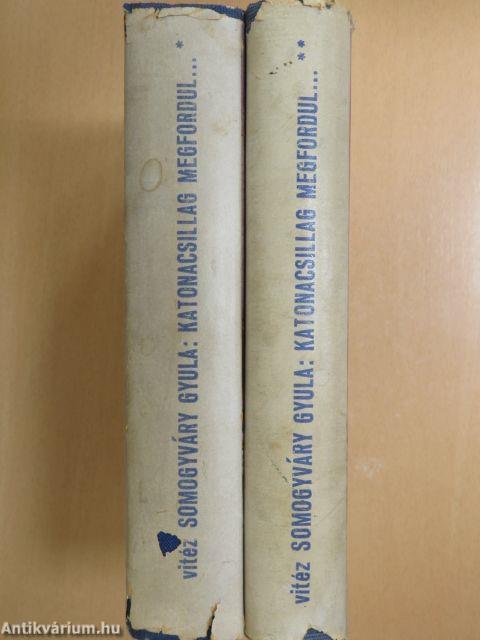 vitéz SOMOGYVÁRY GYULA: KATONACSILLAG MEGFORDUL... *
vitéz SOMOGYVÁRY GYULA: KATONACSILLAG MEGFORDUL... **
Antikvárium.hu